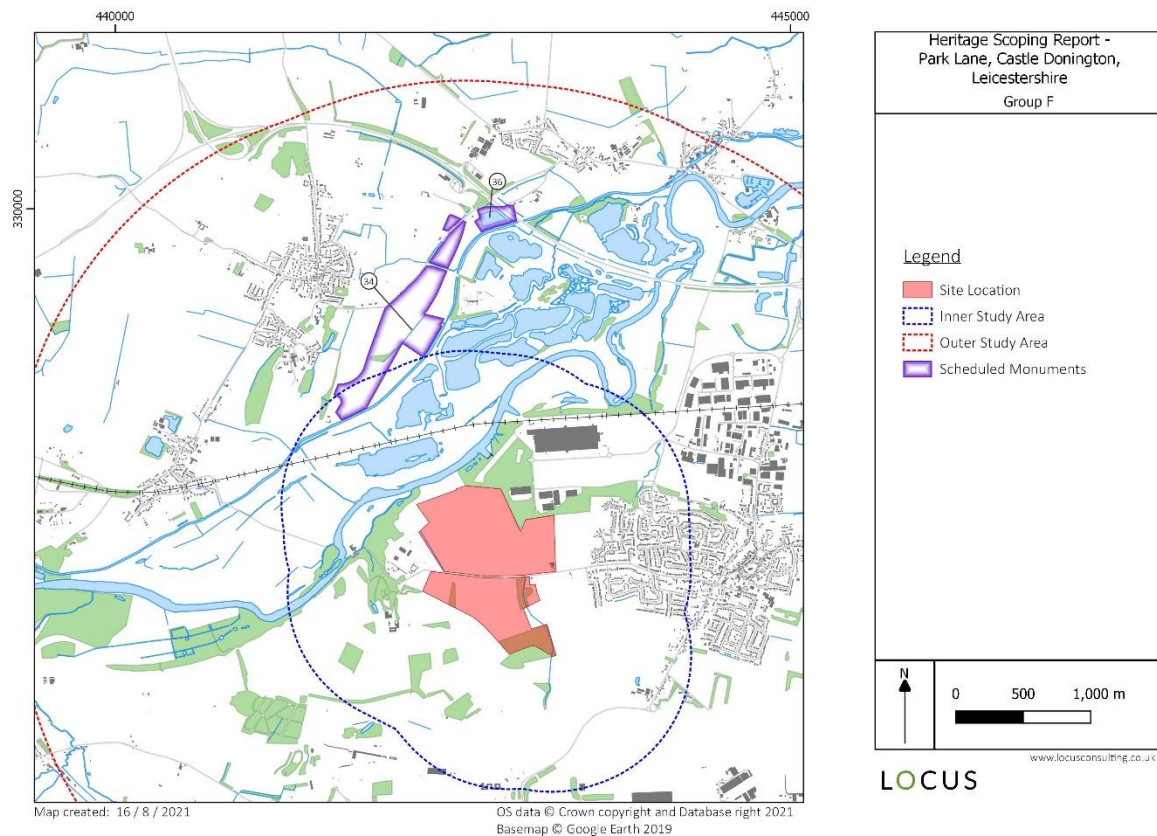 440000
445000
330000
36
34
Map created: 16 / 8 / 2021
OS data © Crown copyright and Database right 2021
Basemap © Google Earth 2019
Heritage Scoping Report -
Park Lane, Castle Donington,
Leicestershire
Group F
Legend
Site Location
Inner Study Area
Outer Study Area
Scheduled Monuments
N
0 500 1,000 m
www.locusconsulting.co.uk
LOCUS